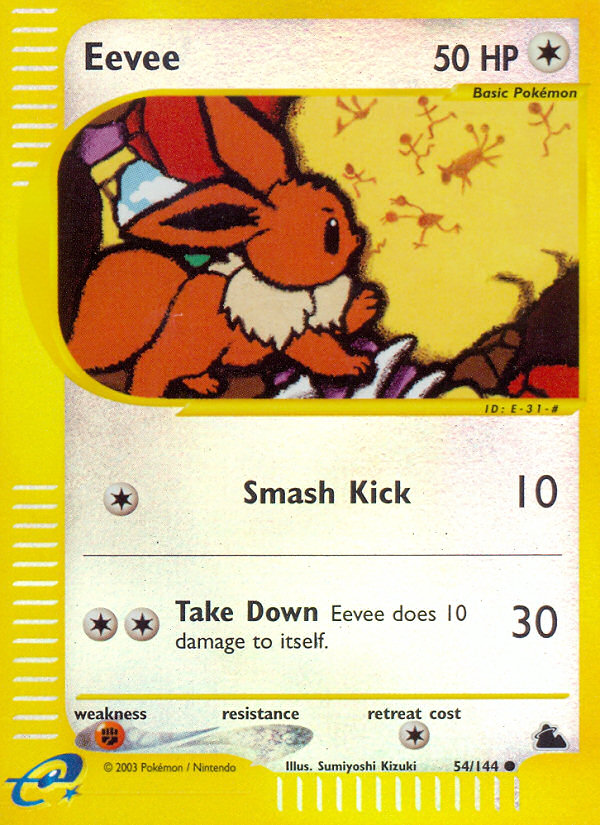 Eevee 50 HP
Basic Pokémon
ID: E-31-#
Smash Kick 10
Take Down Eevee does 10 30
damage to itself.
weakness resistance retreat cost
© 2003 Pokémon / Nintendo Illus. Sumiyoshi Kizuki 54/144 ●
e